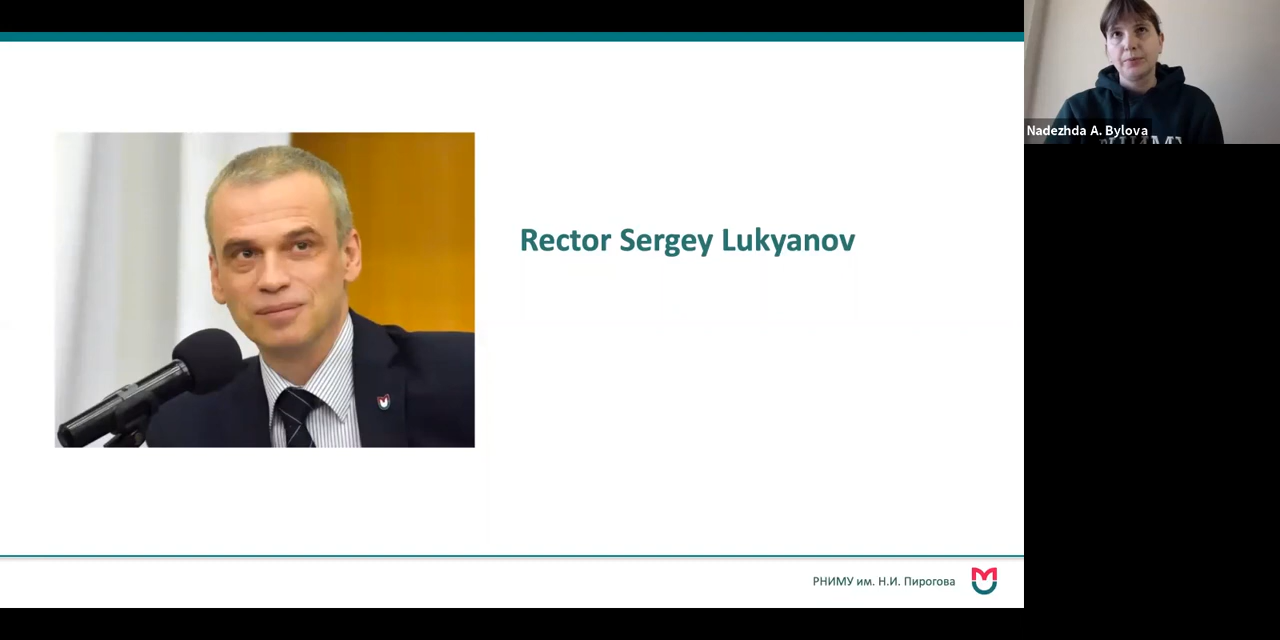 Nadezhda A. Bylova
Rector Sergey Lukyanov
РНИМУ им. Н.И. Пирогова